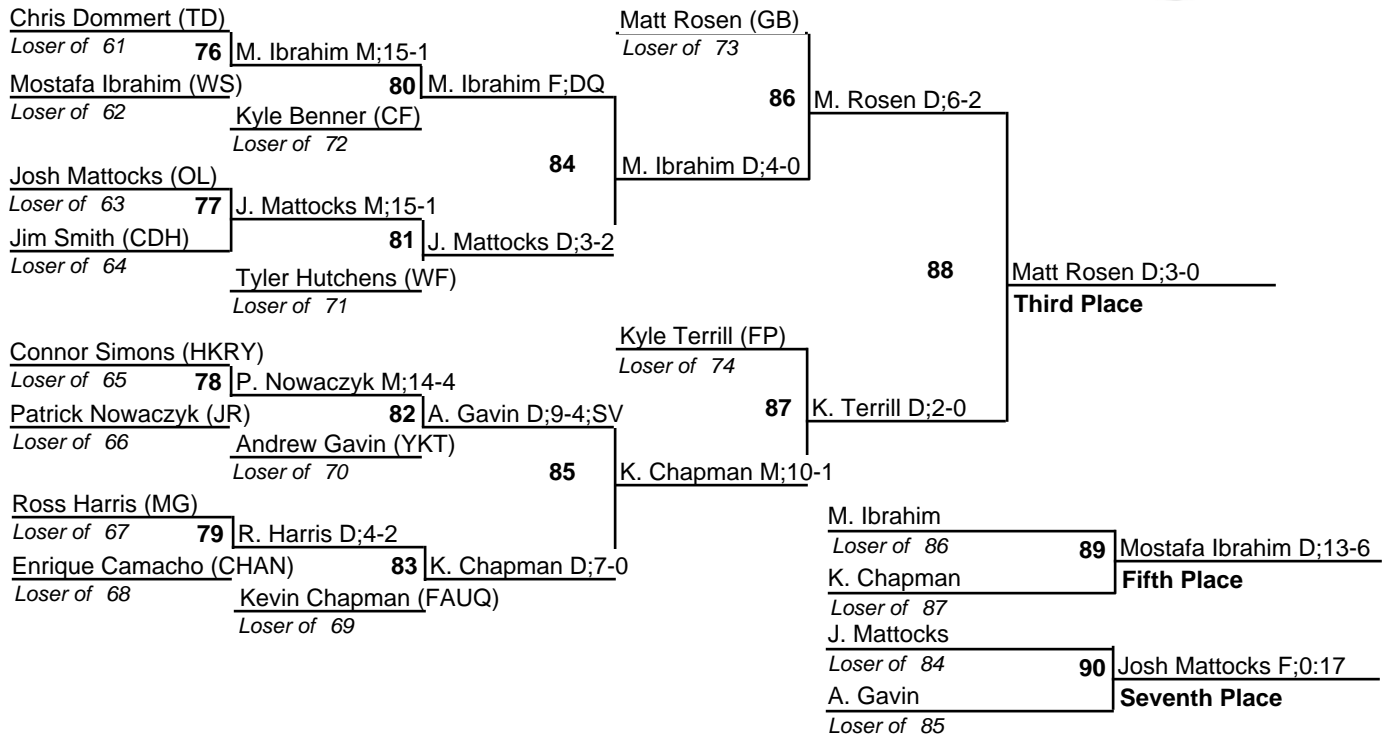 Chris Dommert (TD)
Loser of 61
76
M. Ibrahim M;15-1
Mostafa Ibrahim (WS)
Loser of 62
80
M. Ibrahim F;DQ
Kyle Benner (CF)
Loser of 72
Josh Mattocks (OL)
Loser of 63
77
J. Mattocks M;15-1
Jim Smith (CDH)
Loser of 64
81
J. Mattocks D;3-2
Tyler Hutchens (WF)
Loser of 71
84
M. Ibrahim D;4-0
Matt Rosen (GB)
Loser of 73
86
M. Rosen D;6-2
Connor Simons (HKRY)
Loser of 65
78
P. Nowaczyk M;14-4
Patrick Nowaczyk (JR)
Loser of 66
82
A. Gavin D;9-4;SV
Andrew Gavin (YKT)
Loser of 70
Ross Harris (MG)
Loser of 67
79
R. Harris D;4-2
Enrique Camacho (CHAN)
Loser of 68
83
K. Chapman D;7-0
Kevin Chapman (FAUQ)
Loser of 69
85
K. Chapman M;10-1
Kyle Terrill (FP)
Loser of 74
87
K. Terrill D;2-0
88
Matt Rosen D;3-0
Third Place
M. Ibrahim
Loser of 86
89
Mostafa Ibrahim D;13-6
K. Chapman
Fifth Place
Loser of 87
J. Mattocks
Loser of 84
90
Josh Mattocks F;0:17
A. Gavin
Seventh Place
Loser of 85